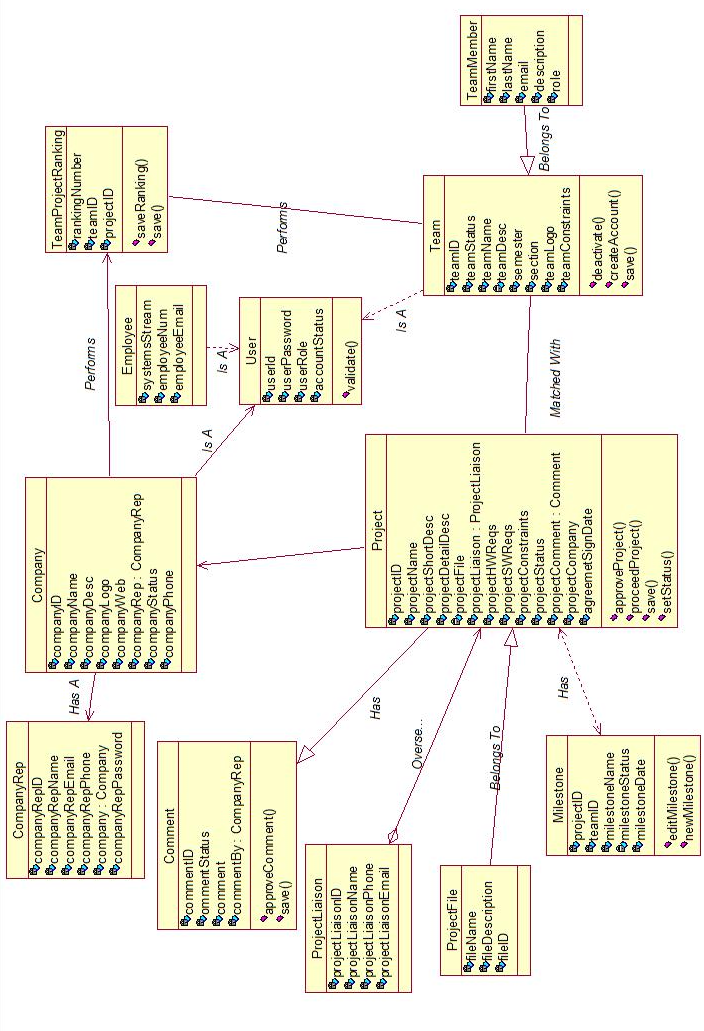 TeamMember
firstName
lastName
email
description
role
Belongs To
TeamProjectRanking
rankingNumber
teamID
projectID
saveRanking()
save()
Performs
Team
teamID
teamStatus
teamName
teamDesc
semester
section
teamLogo
teamConstraints
deactivate()
createAccount()
save()
Performs
Employee
systemsStream
employeeNum
employeeEmail
Is A
User
userId
userPassword
userRole
accountStatus
validate()
Is A
Is A
Matched With
Company
companyID
companyName
companyDesc
companyLogo
companyWeb
companyRep : CompanyRep
companyStatus
companyPhone
Project
projectID
projectName
projectShortDesc
projectDetailDesc
projectFile
projectLiaison : ProjectLiaison
projectHWReqs
projectSWReqs
projectConstraints
projectStatus
projectComment : Comment
projectCompany
agreemetSignDate
approveProject()
proceedProject()
save()
setStatus()
Has A
Has
Overse...
Belongs To
Has
CompanyRep
companyRepID
companyRepName
companyRepEmail
companyRepPhone
company : Company
companyRepPassword
Comment
commentID
ommentStatus
comment
commentBy : CompanyRep
approveComment()
save()
ProjectLiaison
projectLiaisonID
projectLiaisonName
projectLiaisonPhone
projectLiaisonEmail
ProjectFile
fileName
fileDescription
fileID
Milestone
projectID
teamID
milestoneName
milestoneStatus
milestoneDate
editMilestone()
newMilestone()